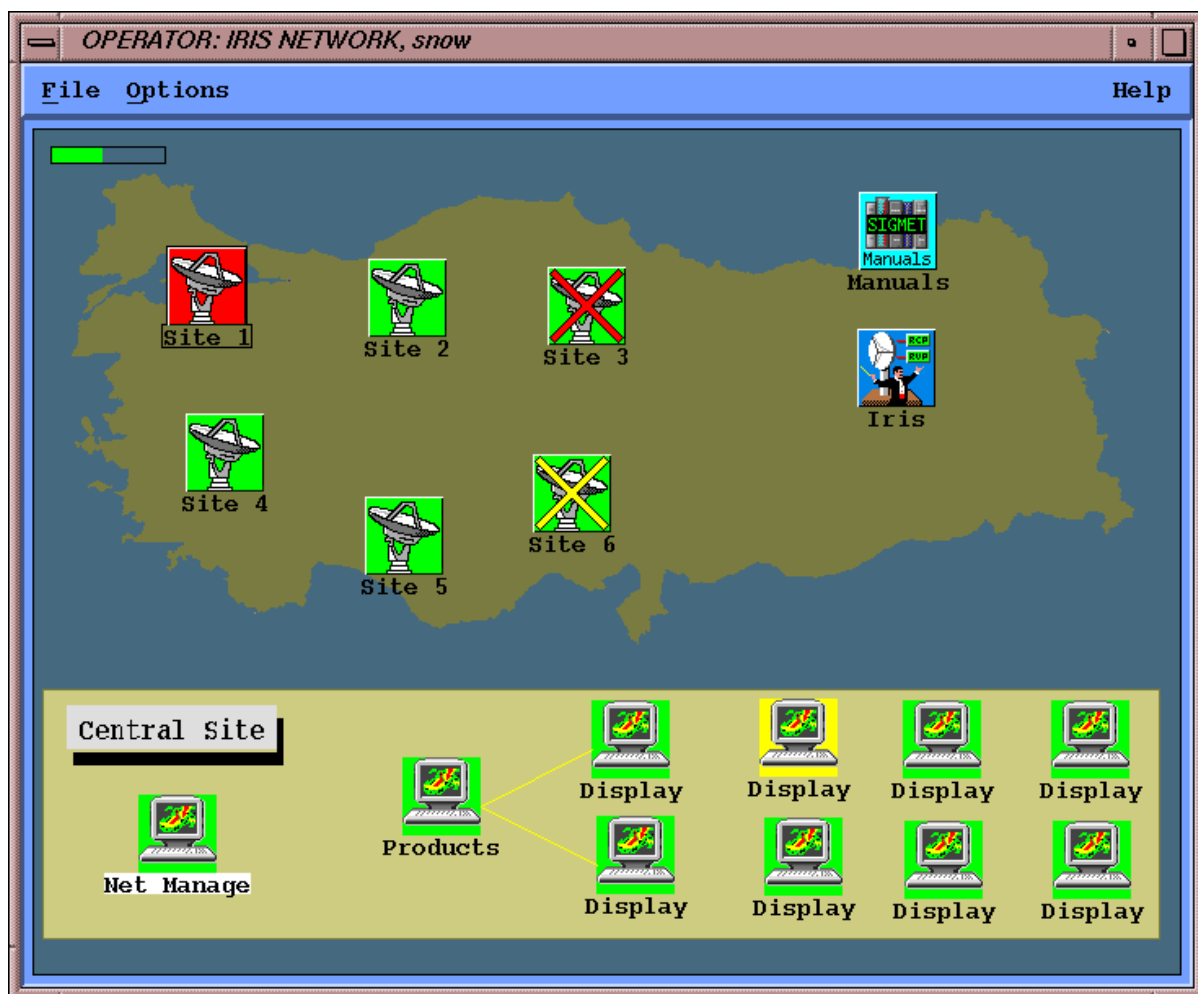 OPERATOR: IRIS NETWORK, snow
File Options Help
SIGMET
Manuals
Manuals
Site 1
Site 2
Site 3
RCP
RVP
Iris
Site 4
Site 5
Site 6
Central Site
Net Manage
Products
Display
Display
Display
Display
Display
Display
Display
Display